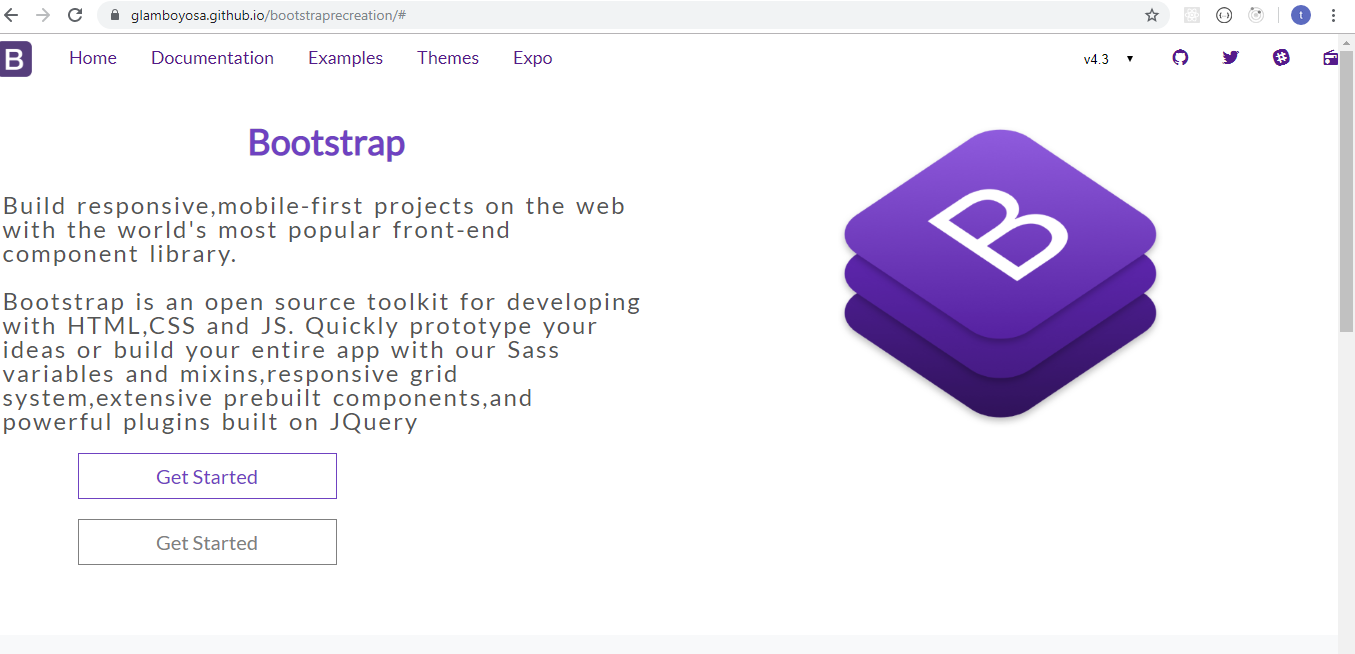 glamboyosa.github.io/bootstraprecreation/#
t
B
Home Documentation Examples Themes Expo v4.3
Bootstrap
B
Build responsive,mobile-first projects on the web
with the world's most popular front-end
component library.
Bootstrap is an open source toolkit for developing
with HTML,CSS and JS. Quickly prototype your
ideas or build your entire app with our Sass
variables and mixins,responsive grid
system,extensive prebuilt components,and
powerful plugins built on JQuery
Get Started
Get Started